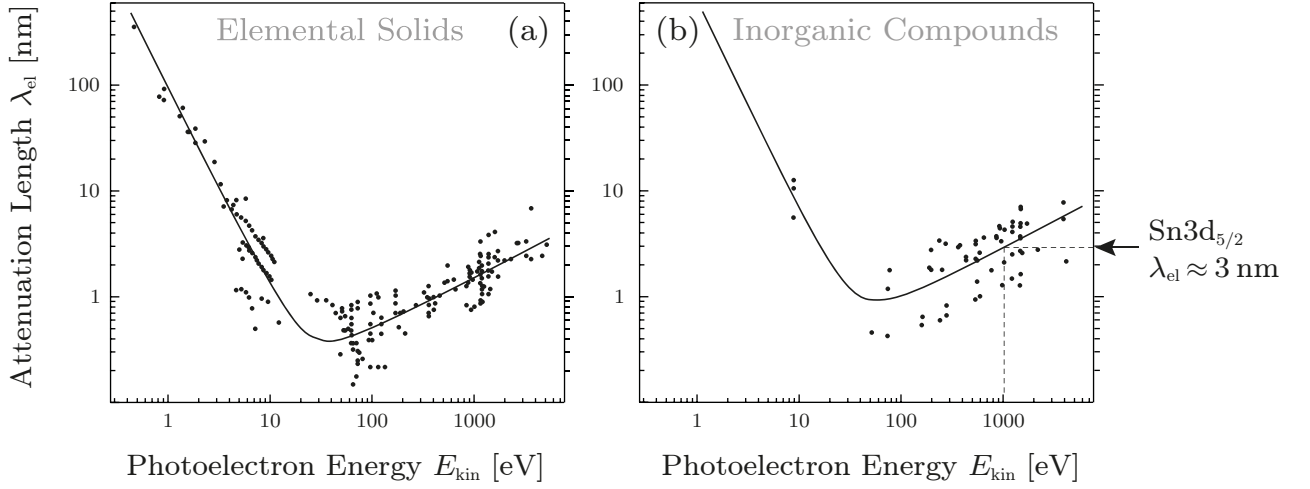 Attenuation Length λel [nm]
100
10
1
Elemental Solids (a)
1 10 100 1000
Photoelectron Energy Ekin [eV]
100
10
1
(b) Inorganic Compounds
1 10 100 1000
Photoelectron Energy Ekin [eV]
Sn3d5/2
λel ≈ 3 nm